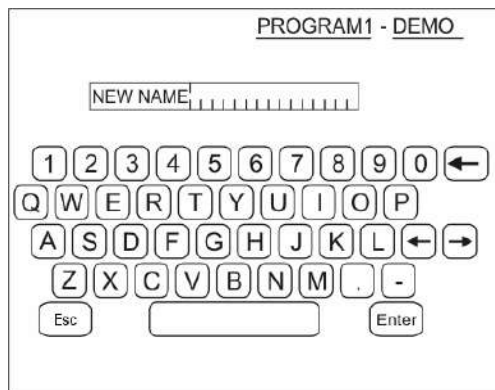 PROGRAM1 - DEMO
NEW NAME
1 2 3 4 5 6 7 8 9 0 ←
Q W E R T Y U I O P
A S D F G H J K L ← →
Z X C V B N M . -
Esc Enter